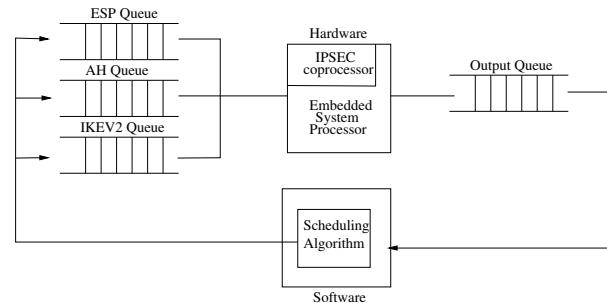 ESP Queue
AH Queue
IKEV2 Queue
Hardware
IPSEC
coprocessor
Embedded
System
Processor
Output Queue
Scheduling
Algorithm
Software